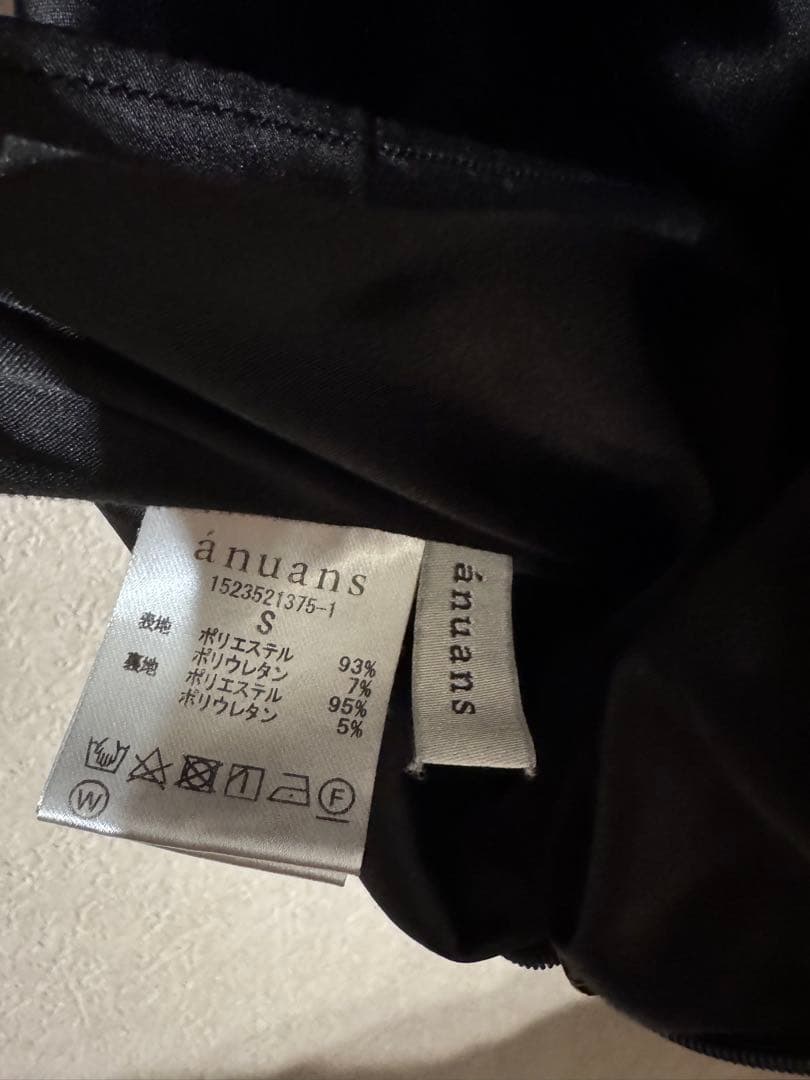 ánuans
1523521375-1
S
表地 ポリエステル 93%
ポリウレタン 7%
裏地 ポリエステル 95%
ポリウレタン 5%
W
F
ánuans